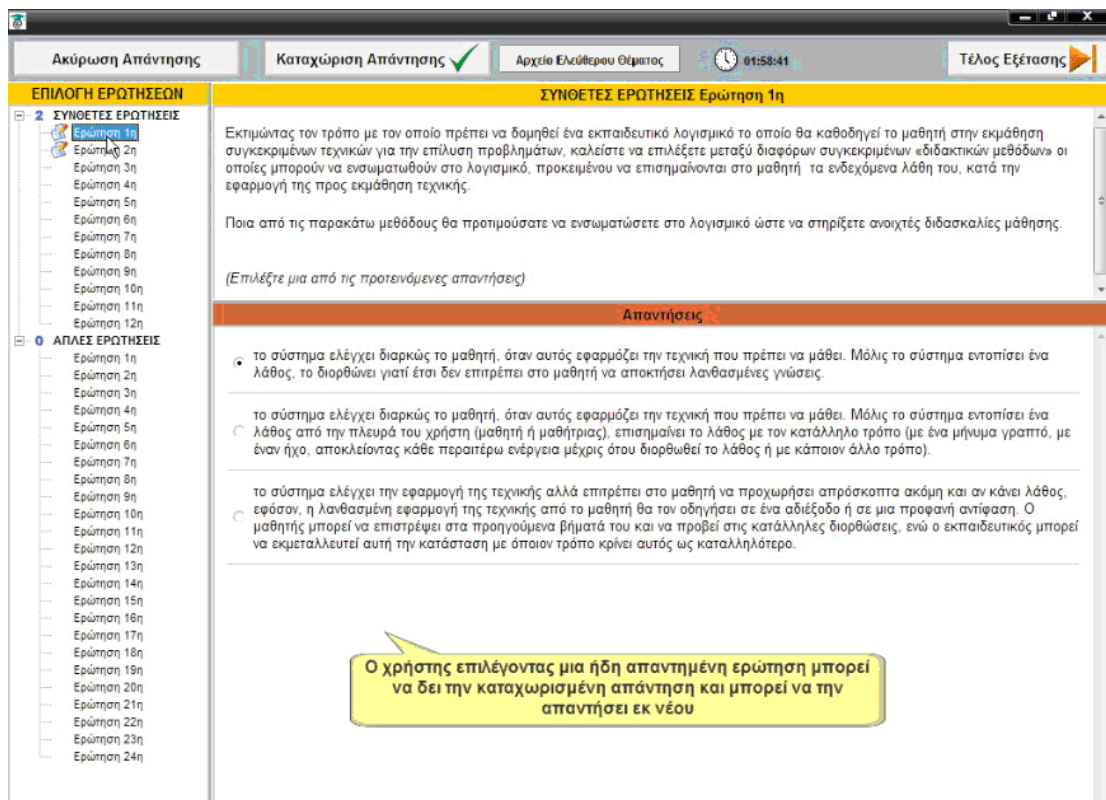 Ακύρωση Απάντησης
Καταχώριση Απάντησης
Αρχείο Ελεύθερου Θέματος
01:58:41
Τέλος Εξέτασης
ΕΠΙΛΟΓΗ ΕΡΩΤΗΣΕΩΝ
2 ΣΥΝΘΕΤΕΣ ΕΡΩΤΗΣΕΙΣ
Ερώτηση 1η
Ερώτηση 2η
Ερώτηση 3η
Ερώτηση 4η
Ερώτηση 5η
Ερώτηση 6η
Ερώτηση 7η
Ερώτηση 8η
Ερώτηση 9η
Ερώτηση 10η
Ερώτηση 11η
Ερώτηση 12η
0 ΑΠΛΕΣ ΕΡΩΤΗΣΕΙΣ
Ερώτηση 1η
Ερώτηση 2η
Ερώτηση 3η
Ερώτηση 4η
Ερώτηση 5η
Ερώτηση 6η
Ερώτηση 7η
Ερώτηση 8η
Ερώτηση 9η
Ερώτηση 10η
Ερώτηση 11η
Ερώτηση 12η
Ερώτηση 13η
Ερώτηση 14η
Ερώτηση 15η
Ερώτηση 16η
Ερώτηση 17η
Ερώτηση 18η
Ερώτηση 19η
Ερώτηση 20η
Ερώτηση 21η
Ερώτηση 22η
Ερώτηση 23η
Ερώτηση 24η
ΣΥΝΘΕΤΕΣ ΕΡΩΤΗΣΕΙΣ Ερώτηση 1η
Εκτιμώντας τον τρόπο με τον οποίο πρέπει να δομηθεί ένα εκπαιδευτικό λογισμικό το οποίο θα καθοδηγεί το μαθητή στην εκμάθηση
συγκεκριμένων τεχνικών για την επίλυση προβλημάτων, καλείστε να επιλέξετε μεταξύ διαφόρων συγκεκριμένων «διδακτικών μεθόδων» οι
οποίες μπορούν να ενσωματωθούν στο λογισμικό, προκειμένου να επισημαίνονται στο μαθητή τα ενδεχόμενα λάθη του, κατά την
εφαρμογή της προς εκμάθηση τεχνικής.
Ποια από τις παρακάτω μεθόδους θα προτιμούσατε να ενσωματώσετε στο λογισμικό ώστε να στηρίξετε ανοιχτές διδασκαλίες μάθησης.
(Επιλέξτε μια από τις προτεινόμενες απαντήσεις)
Απαντήσεις
το σύστημα ελέγχει διαρκώς το μαθητή, όταν αυτός εφαρμόζει την τεχνική που πρέπει να μάθει. Μόλις το σύστημα εντοπίσει ένα
λάθος, το διορθώνει γιατί έτσι δεν επιτρέπει στο μαθητή να αποκτήσει λανθασμένες γνώσεις.
το σύστημα ελέγχει διαρκώς το μαθητή, όταν αυτός εφαρμόζει την τεχνική που πρέπει να μάθει. Μόλις το σύστημα εντοπίσει ένα
λάθος από την πλευρά του χρήστη (μαθητή ή μαθήτριας), επισημαίνει το λάθος με τον κατάλληλο τρόπο (με ένα μήνυμα γραπτό, με
έναν ήχο, αποκλείοντας κάθε περαιτέρω ενέργεια μέχρις ότου διορθωθεί το λάθος ή με κάποιον άλλο τρόπο).
το σύστημα ελέγχει την εφαρμογή της τεχνικής αλλά επιτρέπει στο μαθητή να προχωρήσει απρόσκοπτα ακόμη και αν κάνει λάθος,
εφόσον, η λανθασμένη εφαρμογή της τεχνικής από το μαθητή θα τον οδηγήσει σε ένα αδιέξοδο ή σε μια προφανή αντίφαση. Ο
μαθητής μπορεί να επιστρέψει στα προηγούμενα βήματά του και να προβεί στις κατάλληλες διορθώσεις, ενώ ο εκπαιδευτικός μπορεί
να εκμεταλλευτεί αυτή την κατάσταση με όποιον τρόπο κρίνει αυτός ως καταλληλότερο.
Ο χρήστης επιλέγοντας μια ήδη απαντημένη ερώτηση μπορεί
να δει την καταχωρισμένη απάντηση και μπορεί να την
απαντήσει εκ νέου